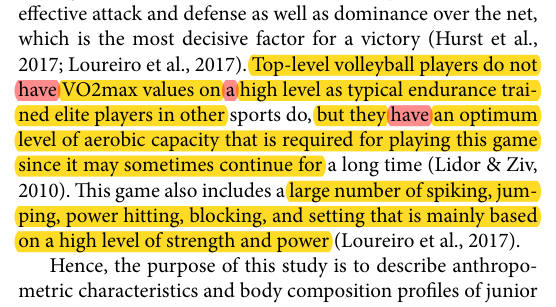 effective attack and defense as well as dominance over the net,
which is the most decisive factor for a victory (Hurst et al.,
2017; Loureiro et al., 2017). Top-level volleyball players do not
have VO2max values on a high level as typical endurance trai-
ned elite players in other sports do, but they have an optimum
level of aerobic capacity that is required for playing this game
since it may sometimes continue for a long time (Lidor & Ziv,
2010). This game also includes a large number of spiking, jum-
ping, power hitting, blocking, and setting that is mainly based
on a high level of strength and power (Loureiro et al., 2017).
Hence, the purpose of this study is to describe anthropo-
metric characteristics and body composition profiles of junior